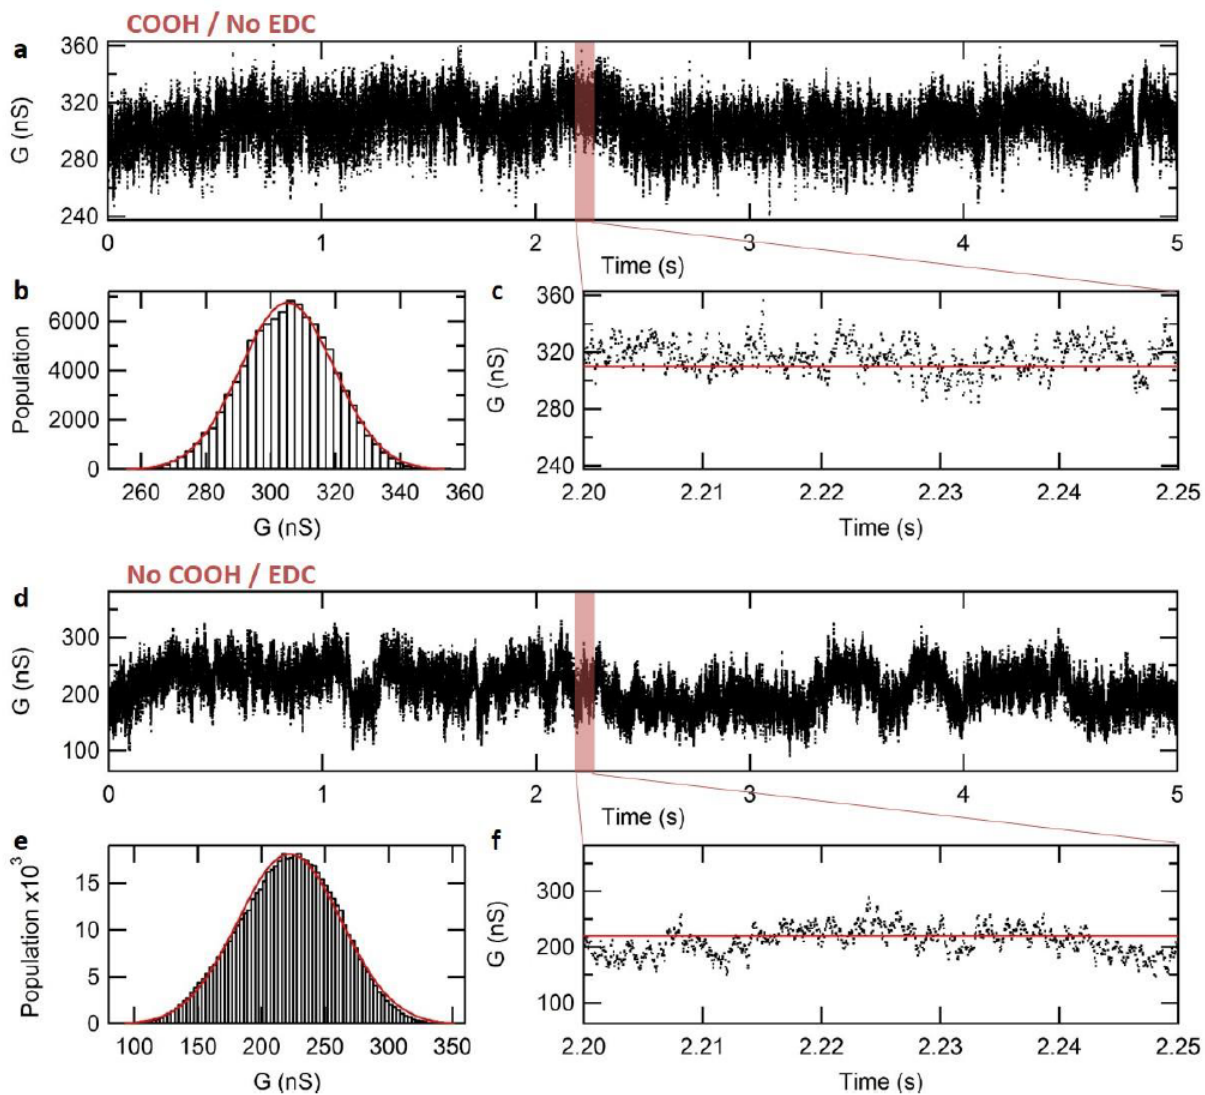 COOH / No EDC
a
G (nS)
360
320
280
240
0 1 2 3 4 5
Time (s)
b
Population
6000
4000
2000
0
260 280 300 320 340 360
G (nS)
c
G (nS)
360
320
280
240
2.20 2.21 2.22 2.23 2.24 2.25
Time (s)
No COOH / EDC
d
G (nS)
300
200
100
0 1 2 3 4 5
Time (s)
e
Population x10³
15
10
5
0
100 150 200 250 300 350
G (nS)
f
G (nS)
300
200
100
2.20 2.21 2.22 2.23 2.24 2.25
Time (s)